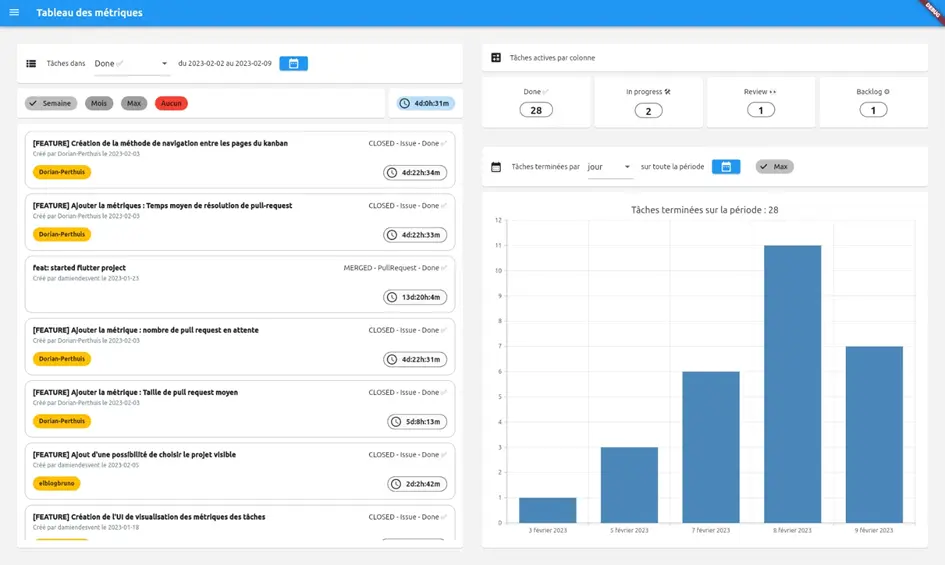 Tableau des métriques
DEBUG
Tâches dans Done ✅ du 2023-02-02 au 2023-02-09
Semaine Mois Max Aucun 4d:0h:31m
[FEATURE] Création de la méthode de navigation entre les pages du kanban CLOSED - Issue - Done ✅
Créé par Dorian-Perthuis le 2023-02-03
Dorian-Perthuis 4d:22h:34m
[FEATURE] Ajouter la métriques : Temps moyen de résolution de pull-request CLOSED - Issue - Done ✅
Créé par Dorian-Perthuis le 2023-02-03
Dorian-Perthuis 4d:22h:33m
feat: started flutter project MERGED - PullRequest - Done ✅
Créé par damiendesvent le 2023-01-23
13d:20h:4m
[FEATURE] Ajouter la métrique : nombre de pull request en attente CLOSED - Issue - Done ✅
Créé par Dorian-Perthuis le 2023-02-03
Dorian-Perthuis 4d:22h:31m
[FEATURE] Ajouter la métrique : Taille de pull request moyen CLOSED - Issue - Done ✅
Créé par Dorian-Perthuis le 2023-02-03
Dorian-Perthuis 5d:8h:13m
[FEATURE] Ajout d'une possibilité de choisir le projet visible CLOSED - Issue - Done ✅
Créé par damiendesvent le 2023-02-05
elblogbruno 2d:2h:42m
[FEATURE] Création de l'UI de visualisation des métriques des tâches CLOSED - Issue - Done ✅
Créé par damiendesvent le 2023-01-18
Tâches actives par colonne
Done ✅ In progress 🛠 Review 👀 Backlog ⚙
28 2 1 1
Tâches terminées par jour sur toute la période Max
Tâches terminées sur la période : 28
12
11
10
9
8
7
6
5
4
3
2
1
0
3 février 2023 5 février 2023 7 février 2023 8 février 2023 9 février 2023